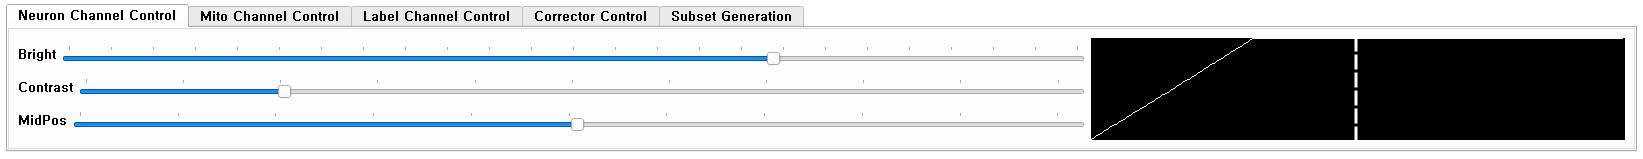 Neuron Channel Control Mito Channel Control Label Channel Control Corrector Control Subset Generation
Bright
Contrast
MidPos